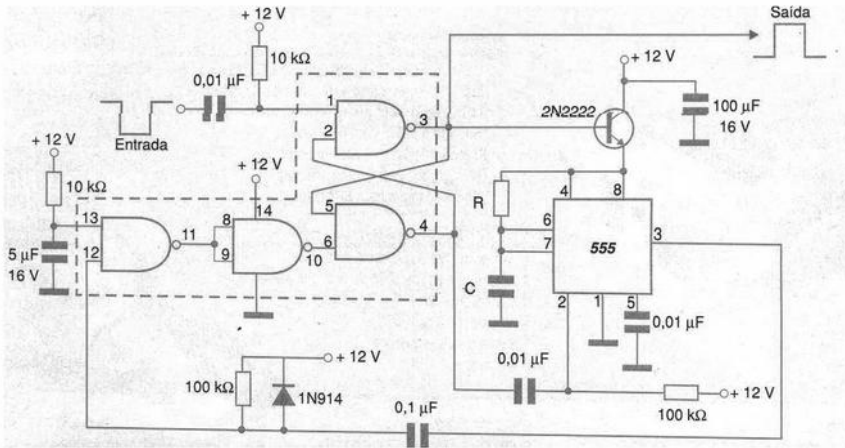 Saída
+ 12 V
10 kΩ
0,01 µF
+ 12 V
2N2222
100 µF
16 V
1
2
3
Entrada
+ 12 V
10 kΩ
+ 12 V
14
13
12
11
8
9
10
5
6
4
5 µF
16 V
R
C
4
8
6
7
555
3
2
1
5
0,01 µF
0,01 µF
+ 12 V
100 kΩ
1N914
+ 12 V
100 kΩ
0,1 µF